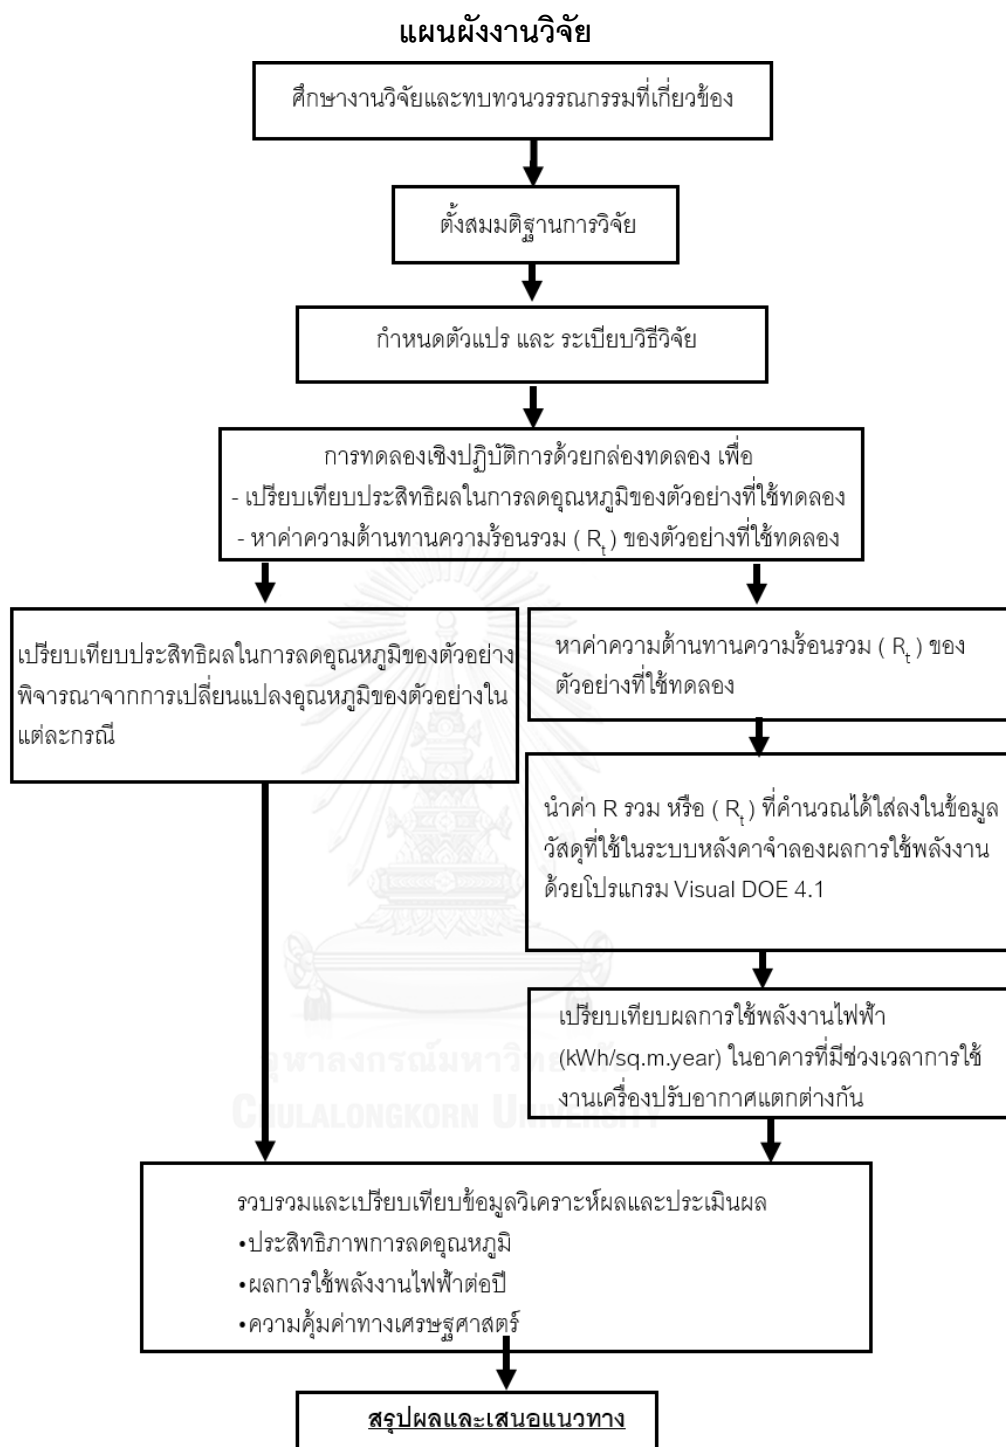 แผนผังงานวิจัย
ศึกษางานวิจัยและทบทวนวรรณกรรมที่เกี่ยวข้อง
ตั้งสมมติฐานการวิจัย
กำหนดตัวแปร และ ระเบียบวิธีวิจัย
การทดลองเชิงปฏิบัติการด้วยกล่องทดลอง เพื่อ
- เปรียบเทียบประสิทธิผลในการลดอุณหภูมิของตัวอย่างที่ใช้ทดลอง
- หาค่าความต้านทานความร้อนรวม ( Rt ) ของตัวอย่างที่ใช้ทดลอง
เปรียบเทียบประสิทธิผลในการลดอุณหภูมิของตัวอย่าง
พิจารณาจากการเปลี่ยนแปลงอุณหภูมิของตัวอย่างใน
แต่ละกรณี
หาค่าความต้านทานความร้อนรวม ( Rt ) ของ
ตัวอย่างที่ใช้ทดลอง
นำค่า R รวม หรือ ( Rt ) ที่คำนวณได้ใส่ลงในข้อมูล
วัสดุที่ใช้ในระบบหลังคาจำลองผลการใช้พลังงาน
ด้วยโปรแกรม Visual DOE 4.1
เปรียบเทียบผลการใช้พลังงานไฟฟ้า
(kWh/sq.m.year) ในอาคารที่มีช่วงเวลาการใช้
งานเครื่องปรับอากาศแตกต่างกัน
จุฬาลงกรณ์มหาวิทยาลัย
CHULALONGKORN UNIVERSITY
รวบรวมและเปรียบเทียบข้อมูลวิเคราะห์ผลและประเมินผล
•ประสิทธิภาพการลดอุณหภูมิ
•ผลการใช้พลังงานไฟฟ้าต่อปี
•ความคุ้มค่าทางเศรษฐศาสตร์
สรุปผลและเสนอแนวทาง